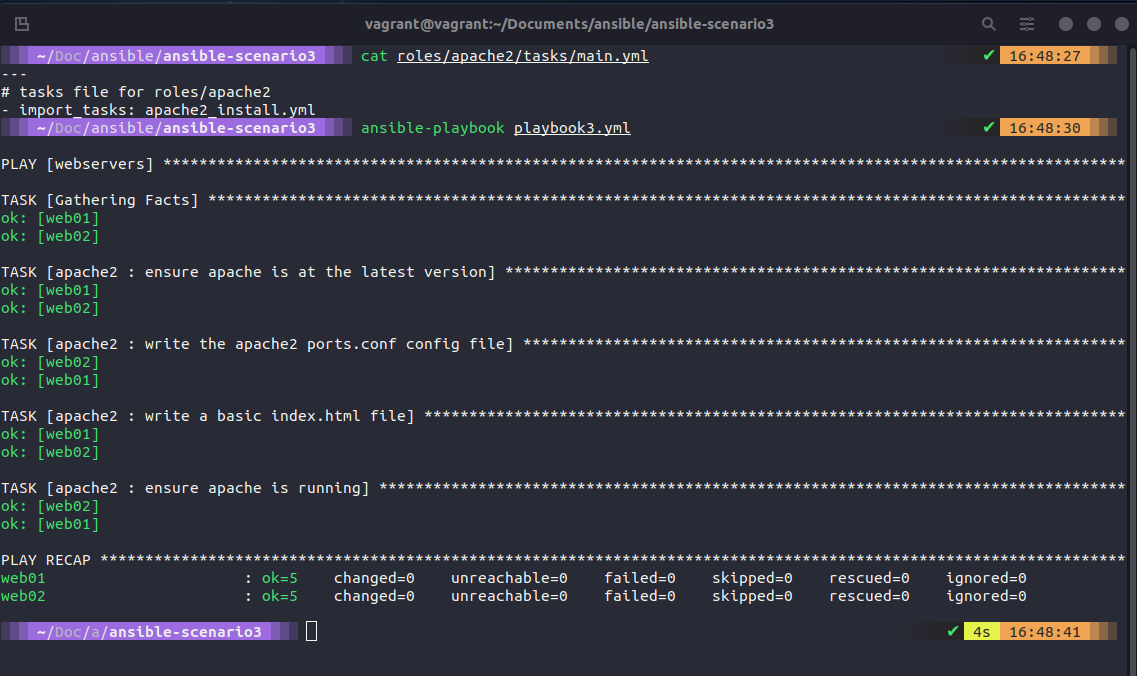 vagrant@vagrant:~/Documents/ansible/ansible-scenario3
~/Doc/ansible/ansible-scenario3 cat roles/apache2/tasks/main.yml ✔ 16:48:27
---
# tasks file for roles/apache2
- import_tasks: apache2_install.yml
~/Doc/ansible/ansible-scenario3 ansible-playbook playbook3.yml ✔ 16:48:30
PLAY [webservers] ***********************************************************************************************************
TASK [Gathering Facts] ******************************************************************************************************
ok: [web01]
ok: [web02]
TASK [apache2 : ensure apache is at the latest version] *********************************************************************
ok: [web01]
ok: [web02]
TASK [apache2 : write the apache2 ports.conf config file] *******************************************************************
ok: [web02]
ok: [web01]
TASK [apache2 : write a basic index.html file] ******************************************************************************
ok: [web01]
ok: [web02]
TASK [apache2 : ensure apache is running] ***********************************************************************************
ok: [web02]
ok: [web01]
PLAY RECAP ******************************************************************************************************************
web01 : ok=5 changed=0 unreachable=0 failed=0 skipped=0 rescued=0 ignored=0
web02 : ok=5 changed=0 unreachable=0 failed=0 skipped=0 rescued=0 ignored=0
~/Doc/a/ansible-scenario3 ✔ 4s 16:48:41